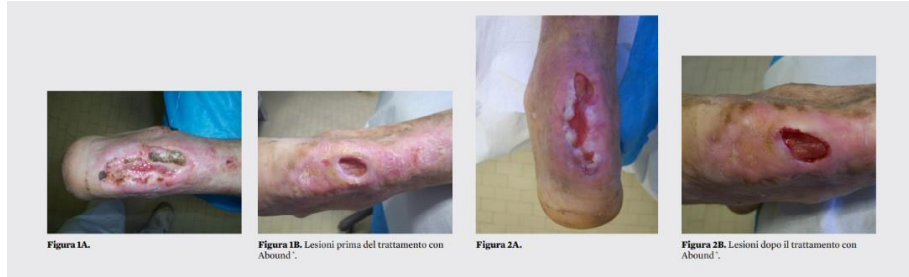 Figura 1A.
Figura 1B. Lesioni prima del trattamento con
Abound®.
Figura 2A.
Figura 2B. Lesioni dopo il trattamento con
Abound®.